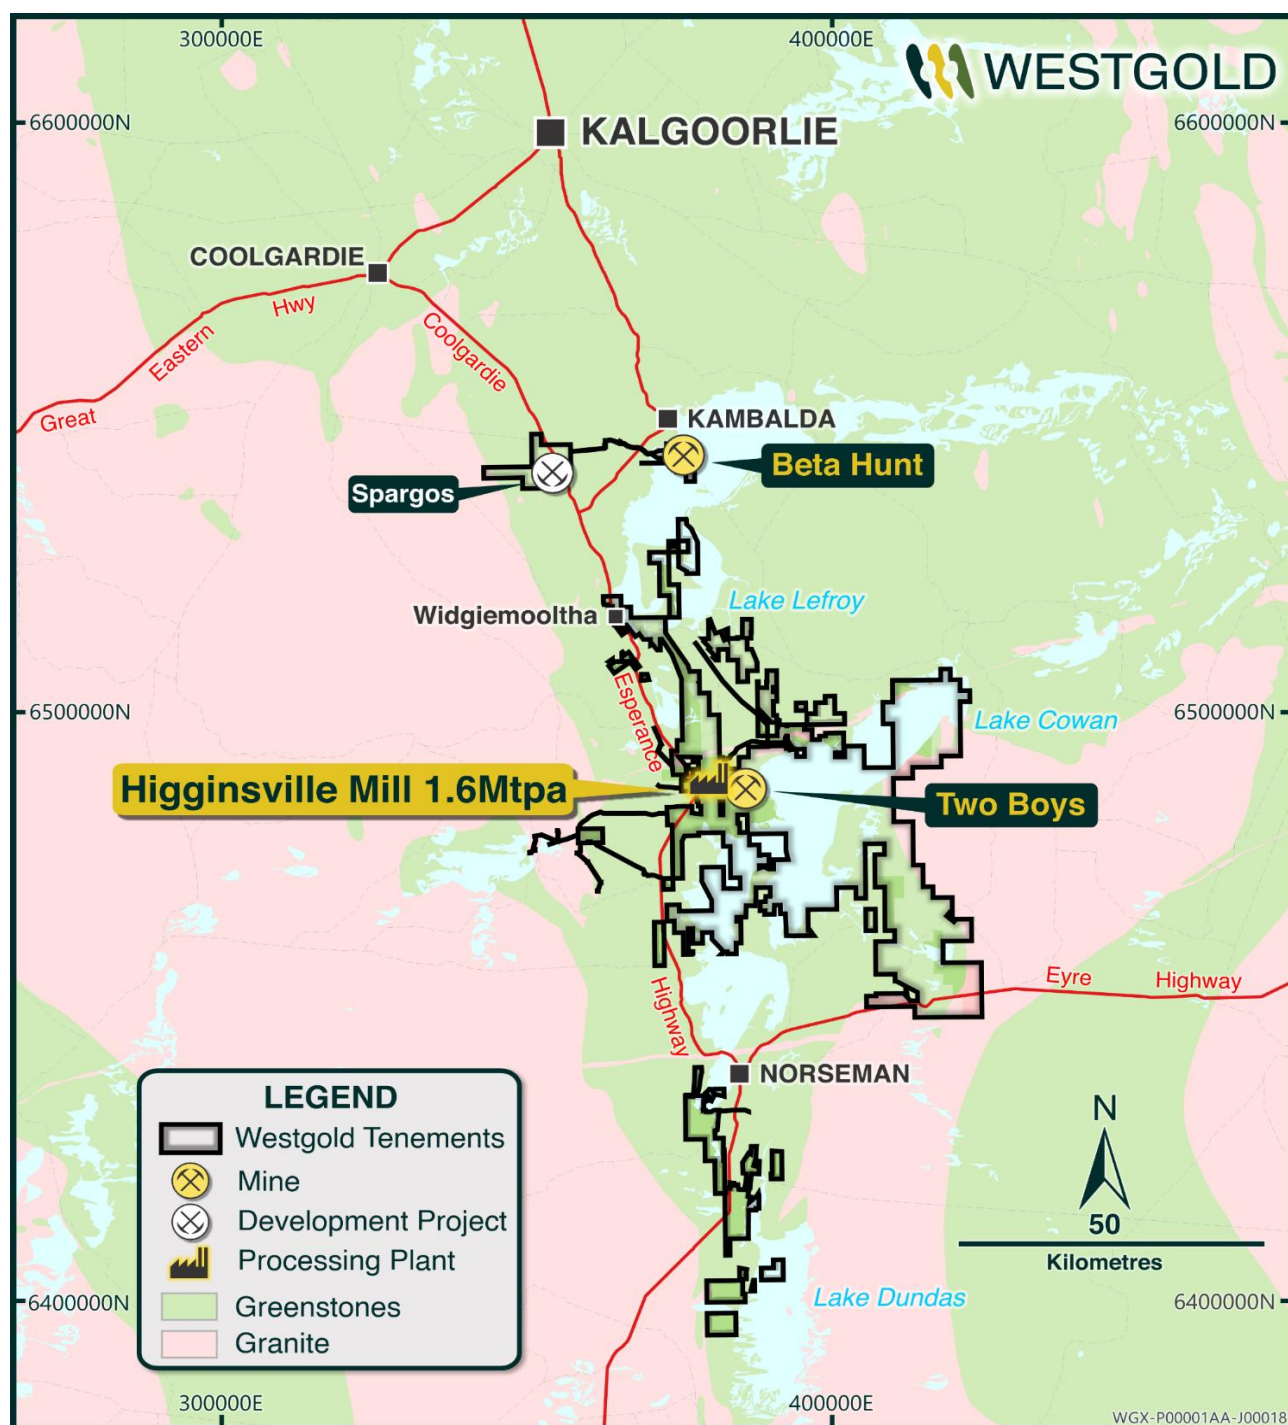 300000E
400000E
WESTGOLD
6600000N
6600000N
KALGOORLIE
COOLGARDIE
Great
Eastern
Hwy
Coolgardie
KAMBALDA
Beta Hunt
Spargos
Widgiemooltha
Lake Lefroy
Esperance
6500000N
6500000N
Lake Cowan
Higginsville Mill 1.6Mtpa
Two Boys
Highway
Eyre
Highway
NORSEMAN
LEGEND
Westgold Tenements
Mine
Development Project
Processing Plant
Greenstones
Granite
N
50
Kilometres
Lake Dundas
6400000N
6400000N
300000E
400000E
WGX-P00001AA-J00018